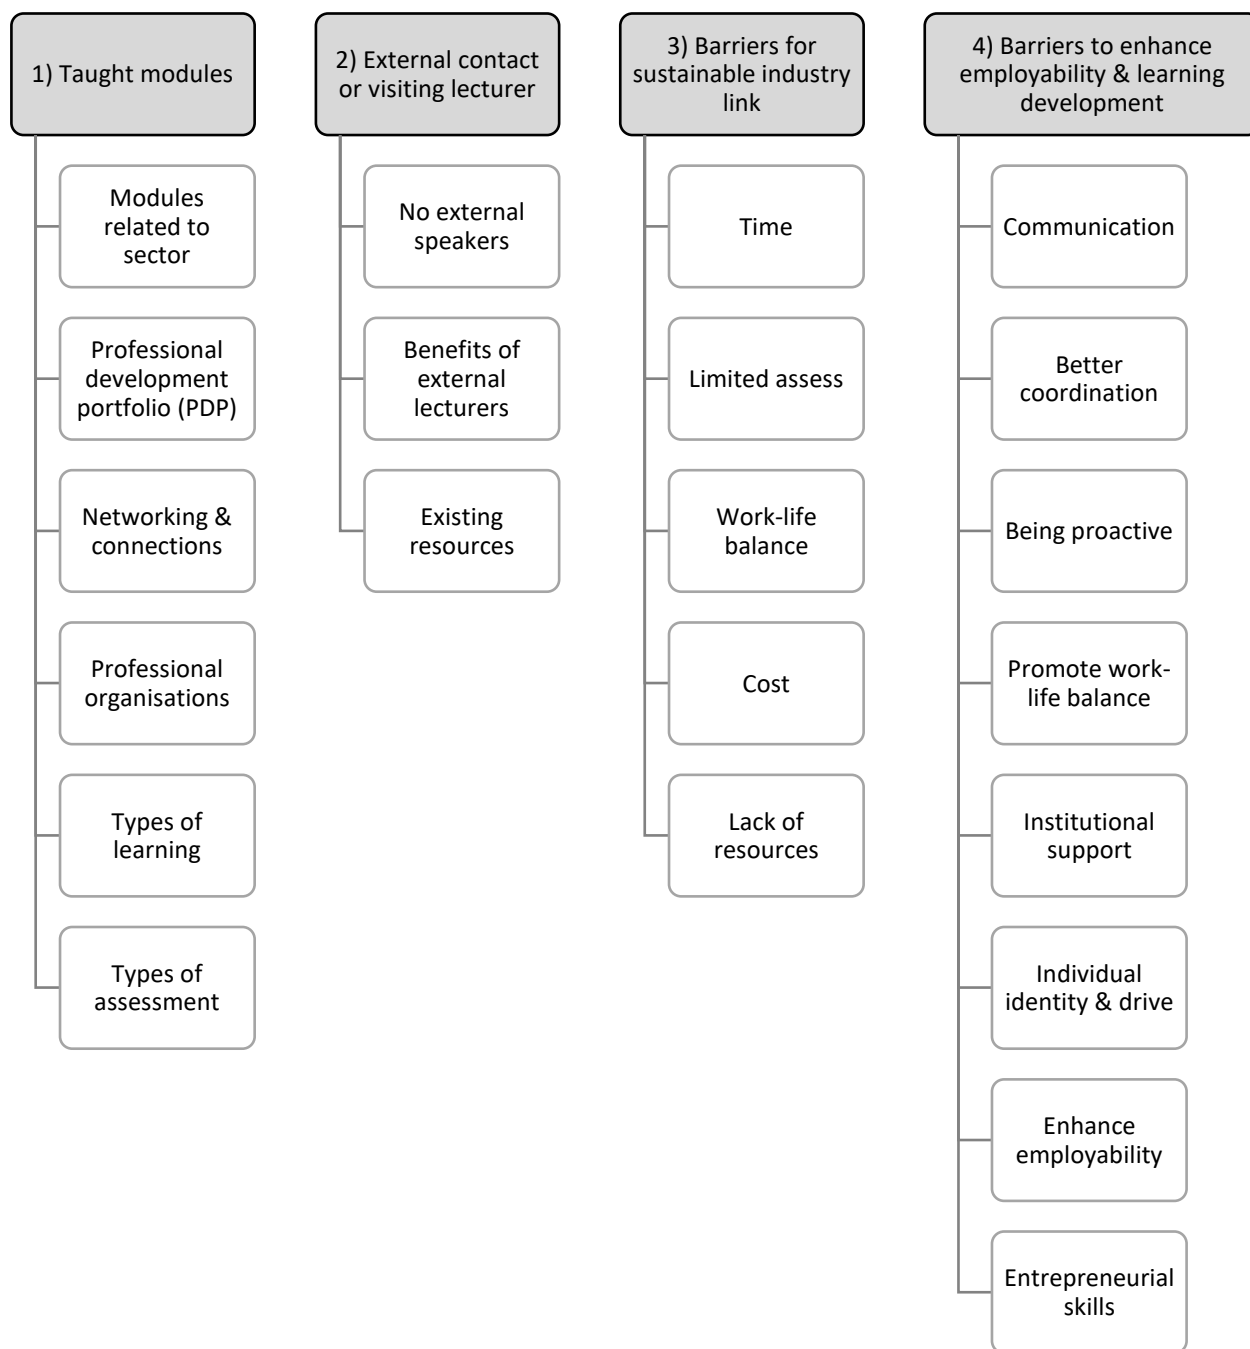 1) Taught modules
Modules
related to
sector
Professional
development
portfolio (PDP)
Networking &
connections
Professional
organisations
Types of
learning
Types of
assessment
2) External contact
or visiting lecturer
No external
speakers
Benefits of
external
lecturers
Existing
resources
3) Barriers for
sustainable industry
link
Time
Limited assess
Work-life
balance
Cost
Lack of
resources
4) Barriers to enhance
employability & learning
development
Communication
Better
coordination
Being proactive
Promote work-
life balance
Institutional
support
Individual
identity & drive
Enhance
employability
Entrepreneurial
skills